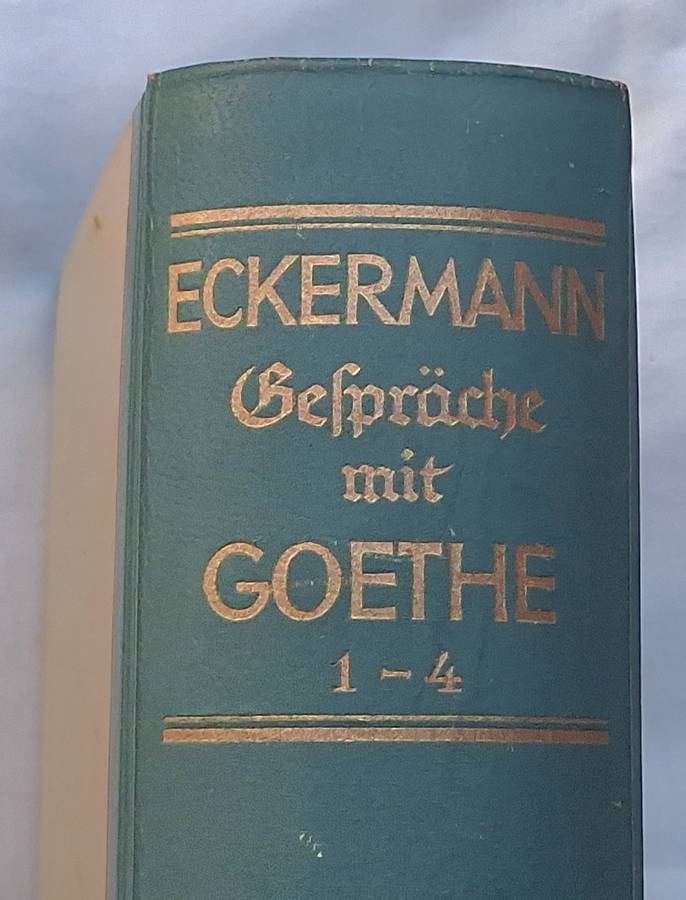 ECKERMANN
Geſpräche
mit
GOETHE
1-4